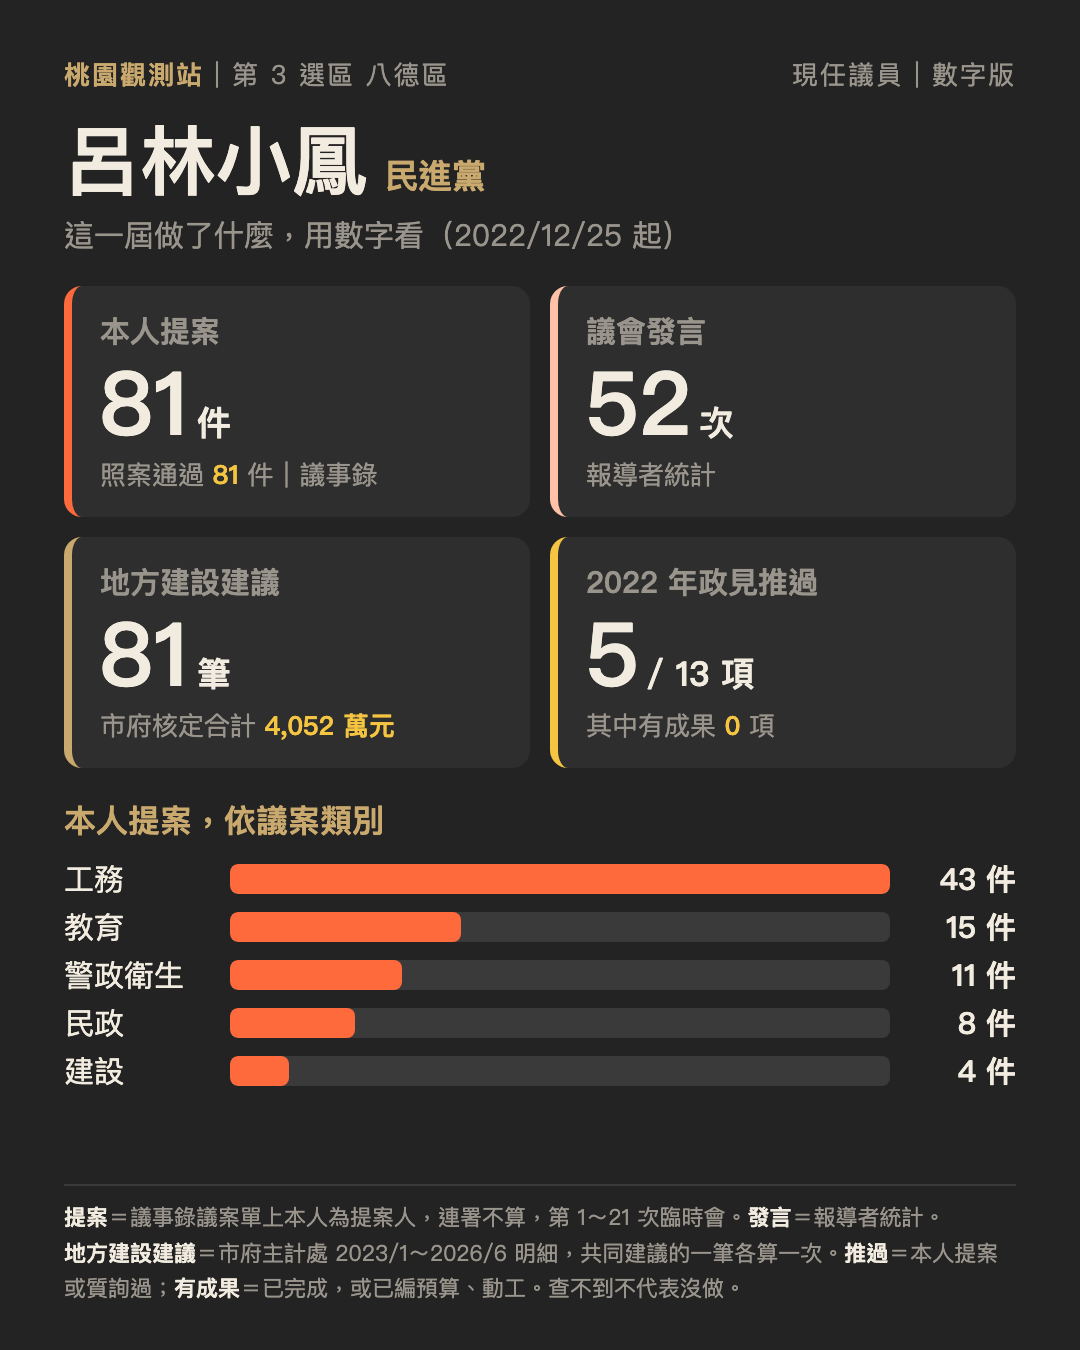 桃園觀測站｜第 3 選區 八德區
現任議員｜數字版
呂林小鳳 民進黨
這一屆做了什麼，用數字看（2022/12/25 起）
本人提案
81 件
照案通過 81 件｜議事錄
議會發言
52 次
報導者統計
地方建設建議
81 筆
市府核定合計 4,052 萬元
2022 年政見推過
5 / 13 項
其中有成果 0 項
本人提案，依議案類別
工務 43 件
教育 15 件
警政衛生 11 件
民政 8 件
建設 4 件
提案＝議事錄議案單上本人為提案人，連署不算，第 1～21 次臨時會。發言＝報導者統計。
地方建設建議＝市府主計處 2023/1～2026/6 明細，共同建議的一筆各算一次。推過＝本人提案
或質詢過；有成果＝已完成，或已編預算、動工。查不到不代表沒做。